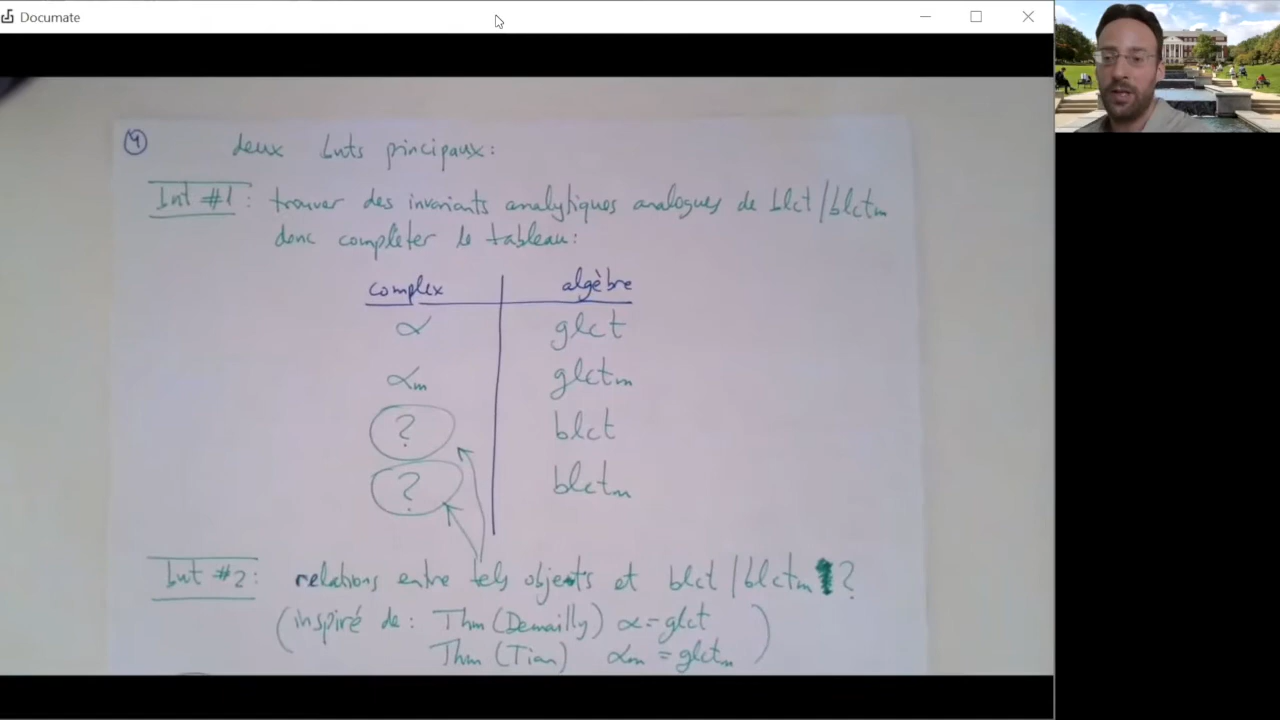 Documate
④ deux buts principaux:
but #1: trouver des invariants analytiques analogues de blct/blctm
donc compléter le tableau:
complex algèbre
α glct
αm glctm
? blct
? blctm
but #2: relations entre tels objects et blct/blctm ?
(inspiré de: Thm (Demailly) α=glct
Thm (Tian) αm = glctm)